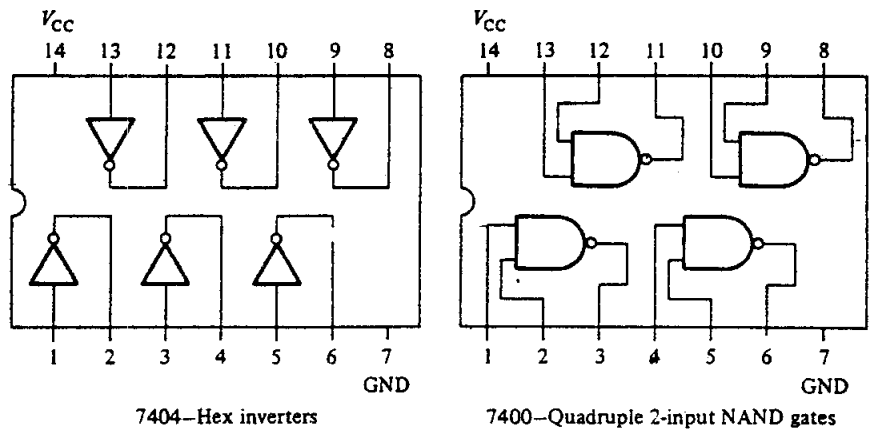 V_CC
14 13 12 11 10 9 8
1 2 3 4 5 6 7
GND
7404–Hex inverters
V_CC
14 13 12 11 10 9 8
1 2 3 4 5 6 7
GND
7400–Quadruple 2-input NAND gates